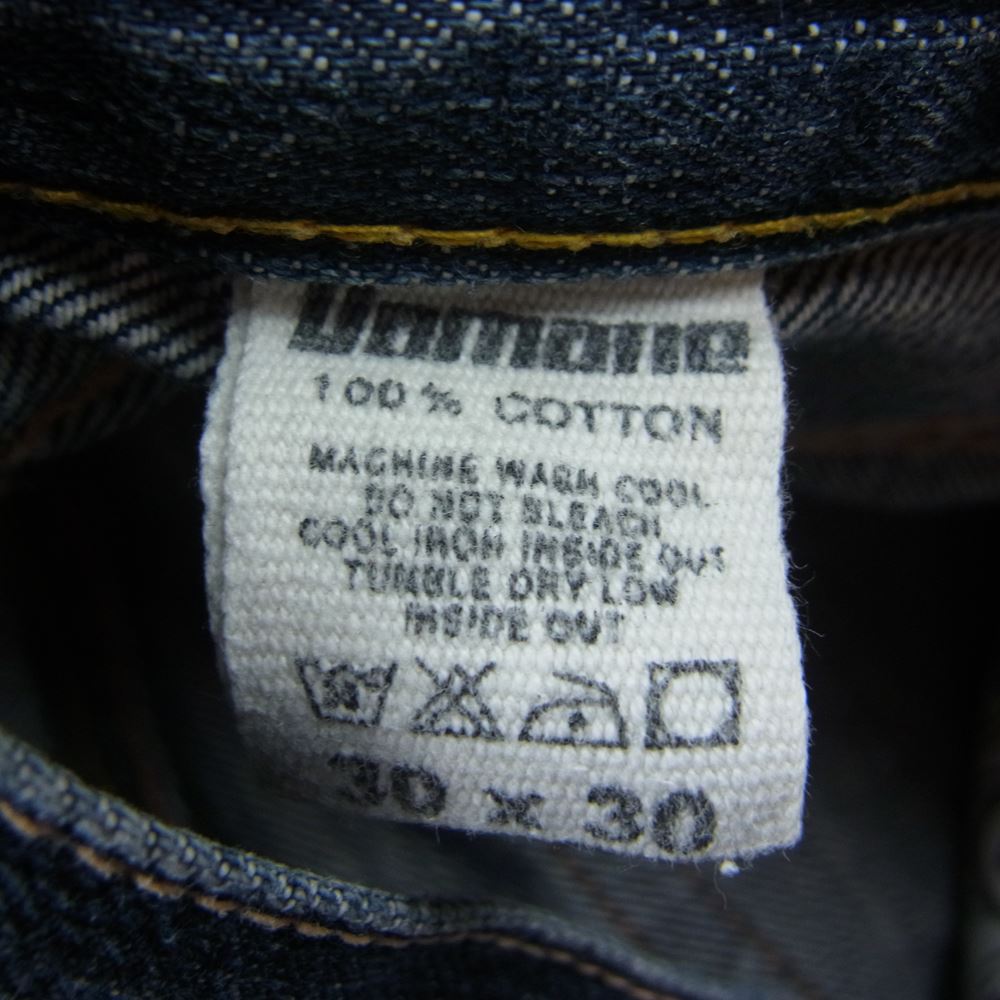 100% COTTON
MACHINE WASH COOL
DO NOT BLEACH
COOL IRON INSIDE OUT
TUMBLE DRY LOW
INSIDE OUT
30 x 30